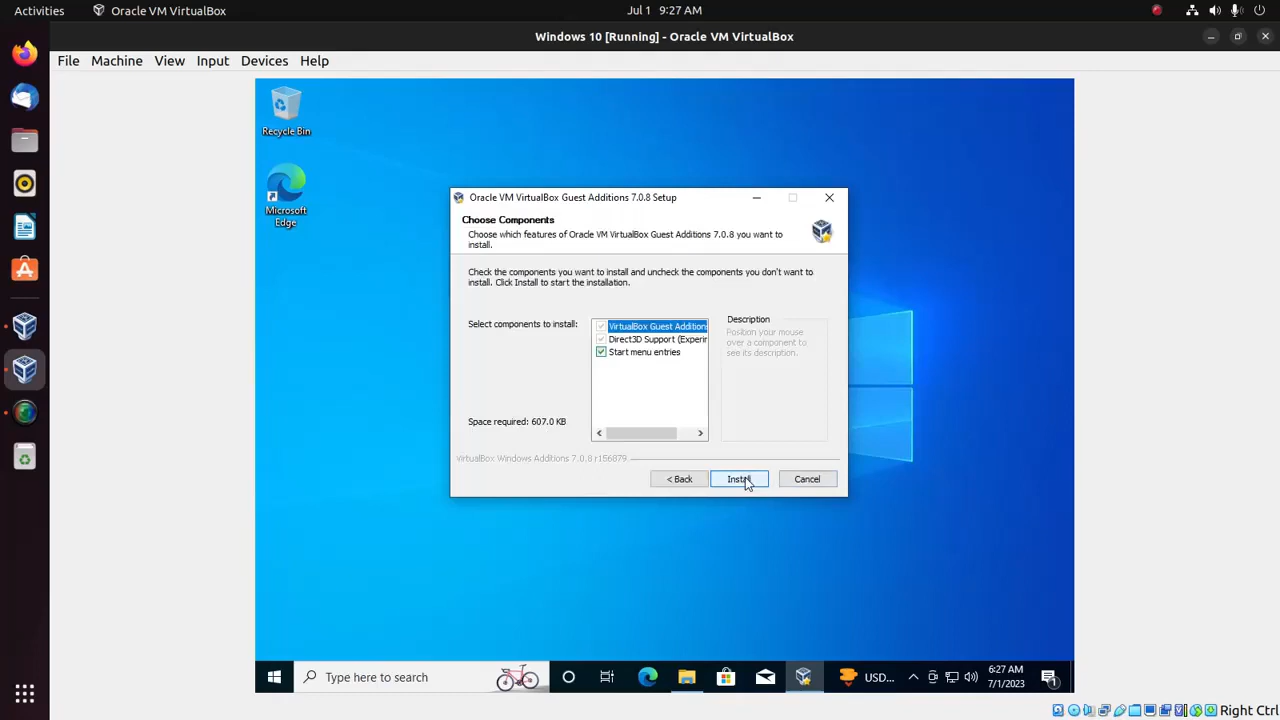 Activities
Oracle VM VirtualBox
Jul 1 9:27 AM
Windows 10 [Running] - Oracle VM VirtualBox
File Machine View Input Devices Help
Recycle Bin
Microsoft
Edge
Oracle VM VirtualBox Guest Additions 7.0.8 Setup
Choose Components
Choose which features of Oracle VM VirtualBox Guest Additions 7.0.8 you want to
install.
Check the components you want to install and uncheck the components you don't want to
install. Click Install to start the installation.
Select components to install:
VirtualBox Guest Additions
Direct3D Support (Experir
Start menu entries
Description
Position your mouse
over a component to
see its description.
Space required: 607.0 KB
VirtualBox Windows Additions 7.0.8 r156879
< Back
Install
Cancel
Type here to search
USD...
6:27 AM
7/1/2023
1
Right Ctrl